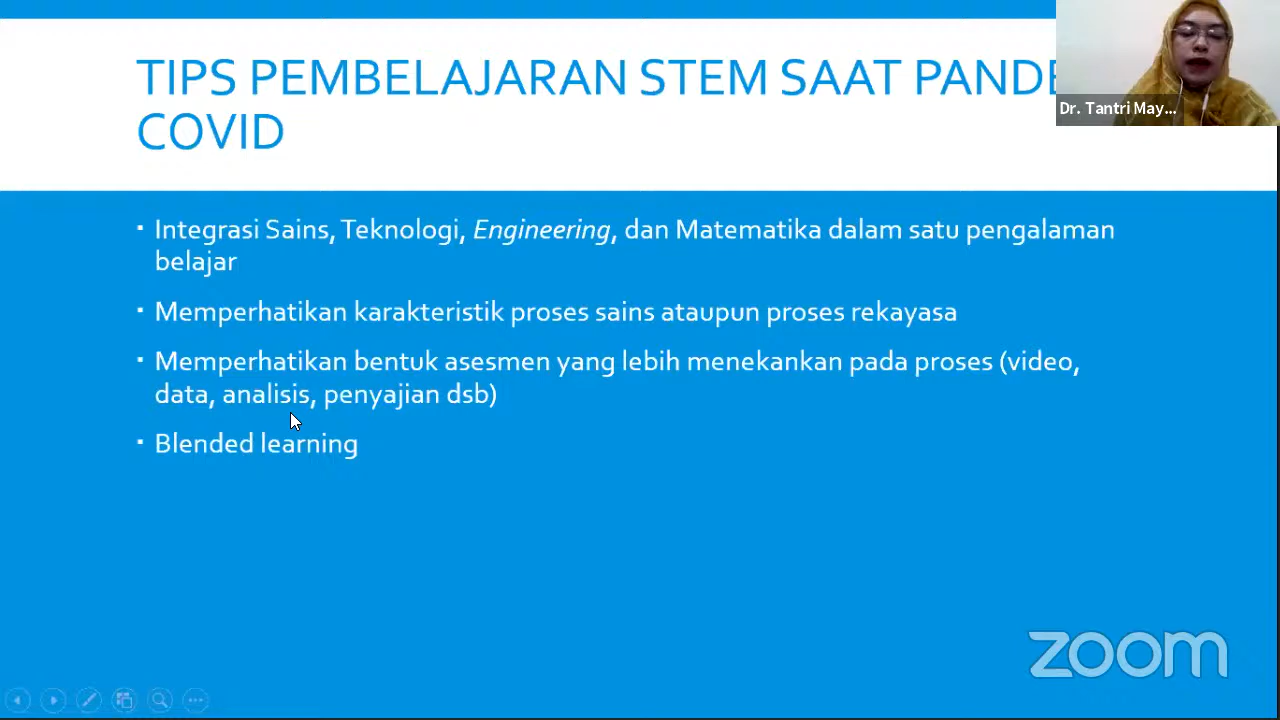 TIPS PEMBELAJARAN STEM SAAT
COVID
Dr. Tantri May...
▪ Integrasi Sains, Teknologi, Engineering, dan Matematika dalam satu pengalaman
belajar
▪ Memperhatikan karakteristik proses sains ataupun proses rekayasa
▪ Memperhatikan bentuk asesmen yang lebih menekankan pada proses (video,
data, analisis, penyajian dsb)
▪ Blended learning
zoom